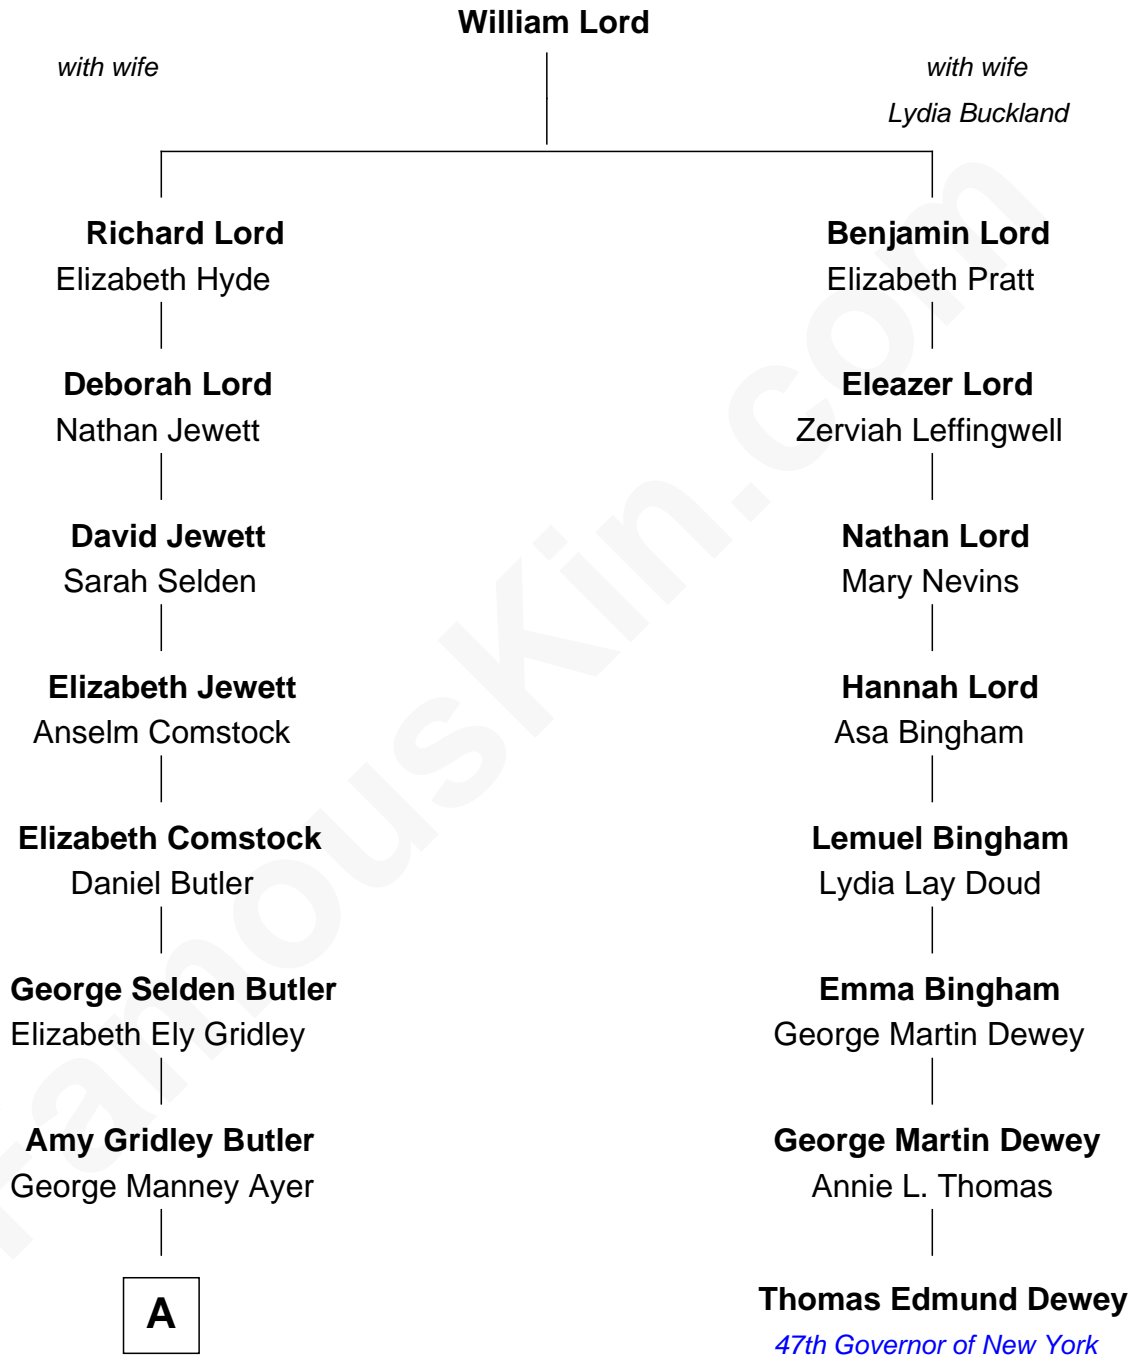 William Lord
with wife
with wife
Lydia Buckland
Richard Lord
Elizabeth Hyde
Benjamin Lord
Elizabeth Pratt
Deborah Lord
Nathan Jewett
Eleazer Lord
Zerviah Leffingwell
David Jewett
Sarah Selden
Nathan Lord
Mary Nevins
Elizabeth Jewett
Anselm Comstock
Hannah Lord
Asa Bingham
Elizabeth Comstock
Daniel Butler
Lemuel Bingham
Lydia Lay Doud
George Selden Butler
Elizabeth Ely Gridley
Emma Bingham
George Martin Dewey
Amy Gridley Butler
George Manney Ayer
George Martin Dewey
Annie L. Thomas
A
Thomas Edmund Dewey
47th Governor of New York
FamousKin.com